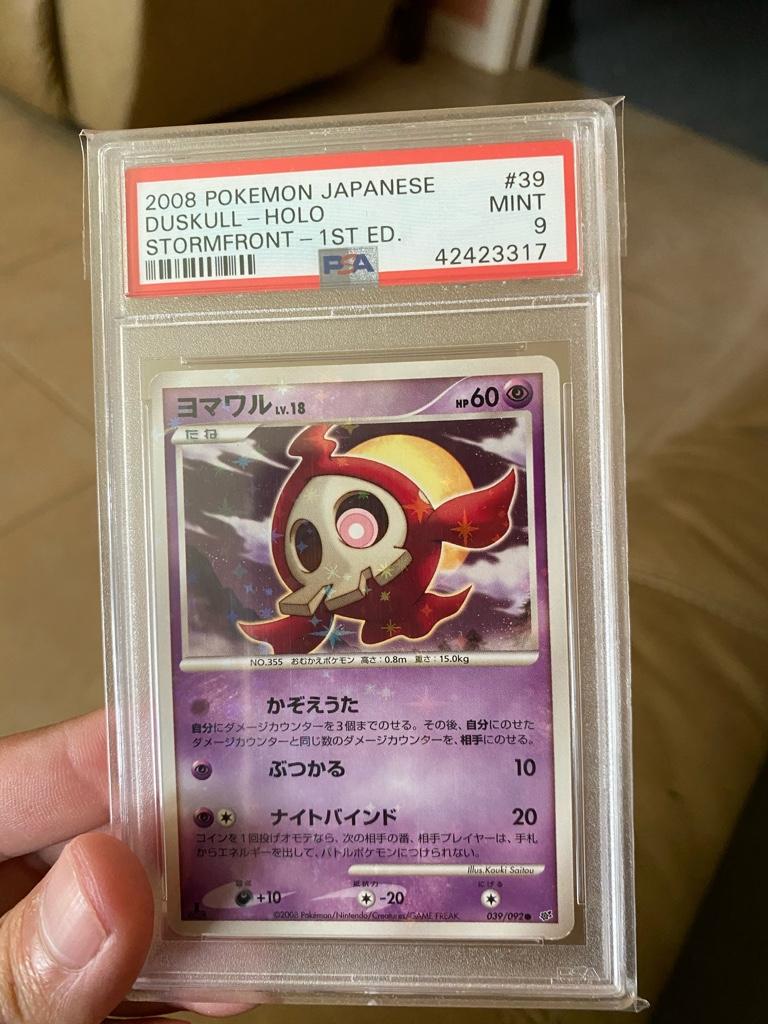 2008 POKEMON JAPANESE #39
DUSKULL - HOLO MINT
STORMFRONT - 1ST ED. 9
PSA 42423317
ヨマワル LV.18 HP60
たね
NO.355 おむかえポケモン 高さ：0.8m 重さ：15.0kg
かぞえうた
自分にダメージカウンターを3個までのせる。その後、自分にのせた
ダメージカウンターと同じ数のダメージカウンターを、相手にのせる。
ぶつかる 10
ナイトバインド 20
コインを1回投げオモテなら、次の相手の番、相手プレイヤーは、手札
からエネルギーを出して、バトルポケモンにつけられない。
Illus.Kouki Saitou
弱点 抵抗力 にげる
+10 -20
©2008 Pokémon/Nintendo/Creatures/GAME FREAK 039/092